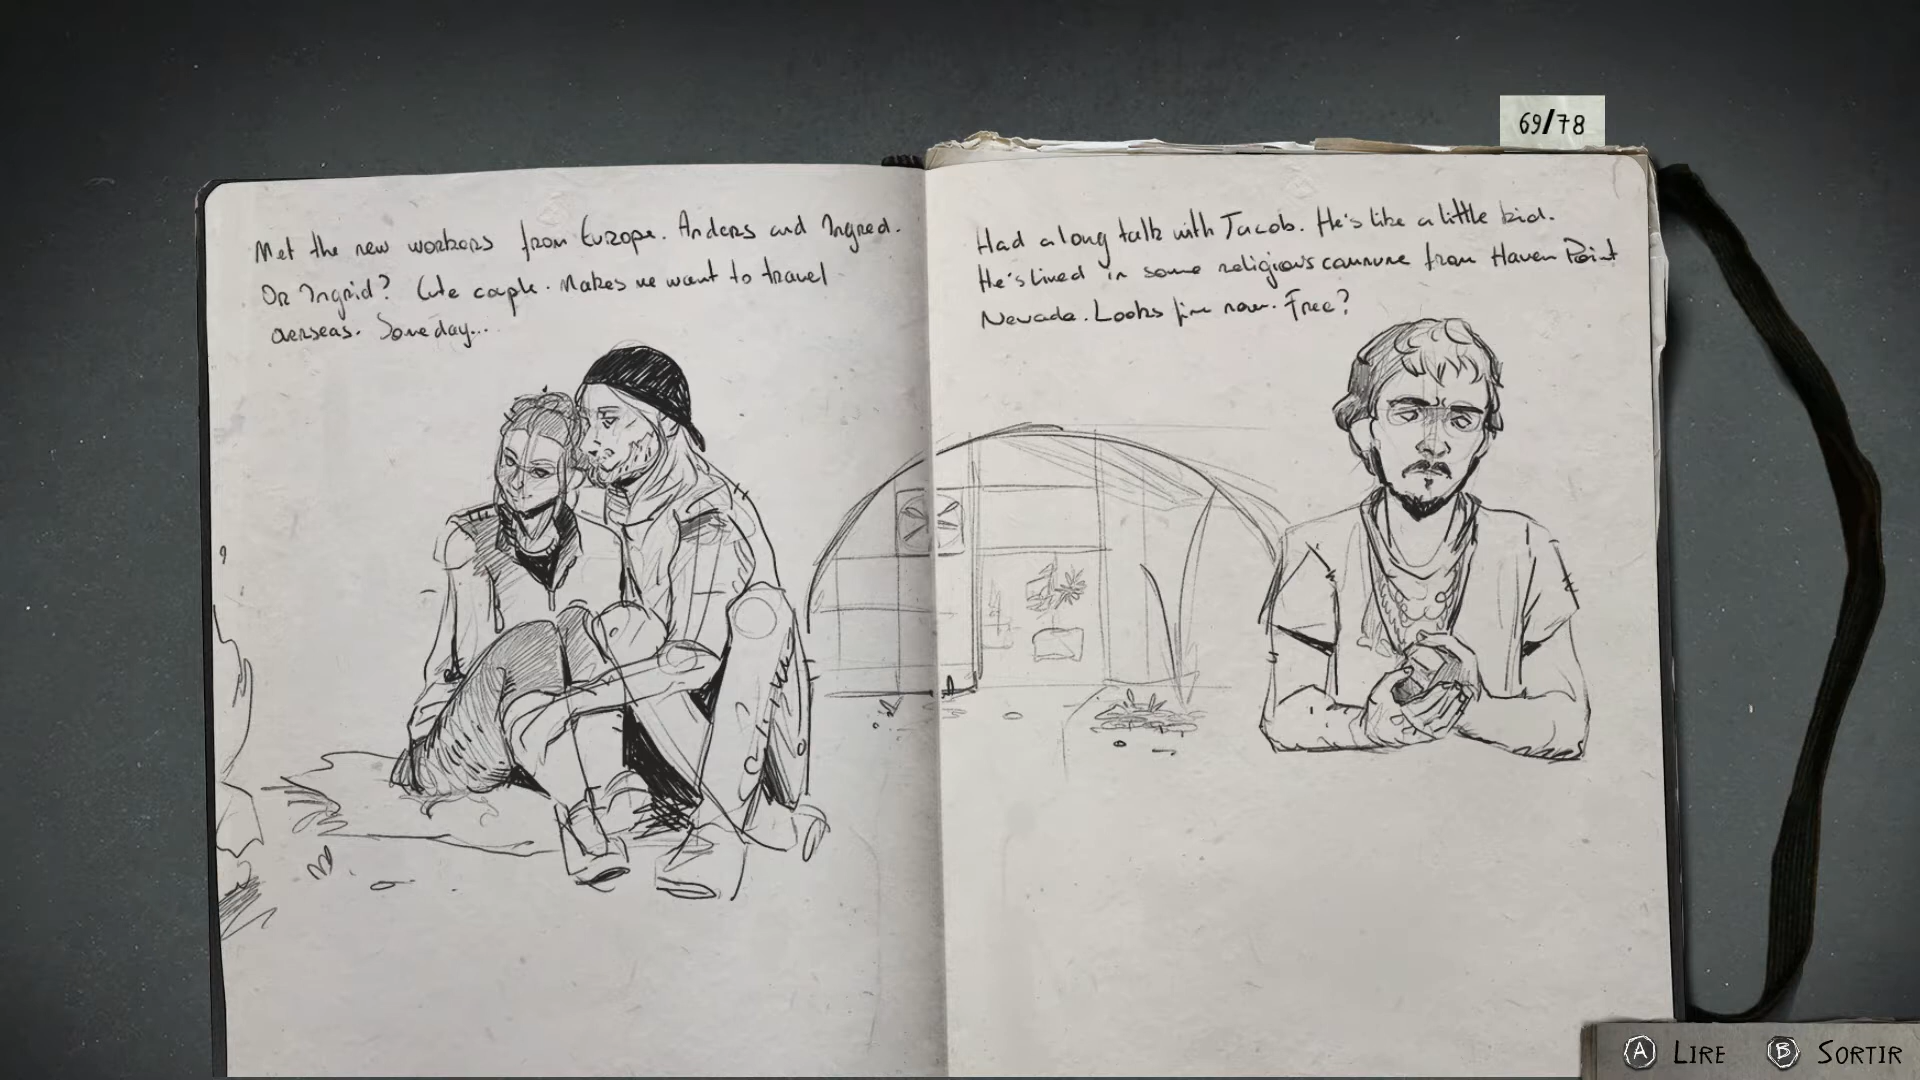 69/78
Met the new workers from Europe. Anders and Ingred.
Or Ingrid? Cute couple. Makes me want to travel
overseas. Someday...
Had a long talk with Jacob. He's like a little kid.
He's lived in some religious commune from Haven Point
Nevada. Looks fine now. Free?
A LIRE B SORTIR